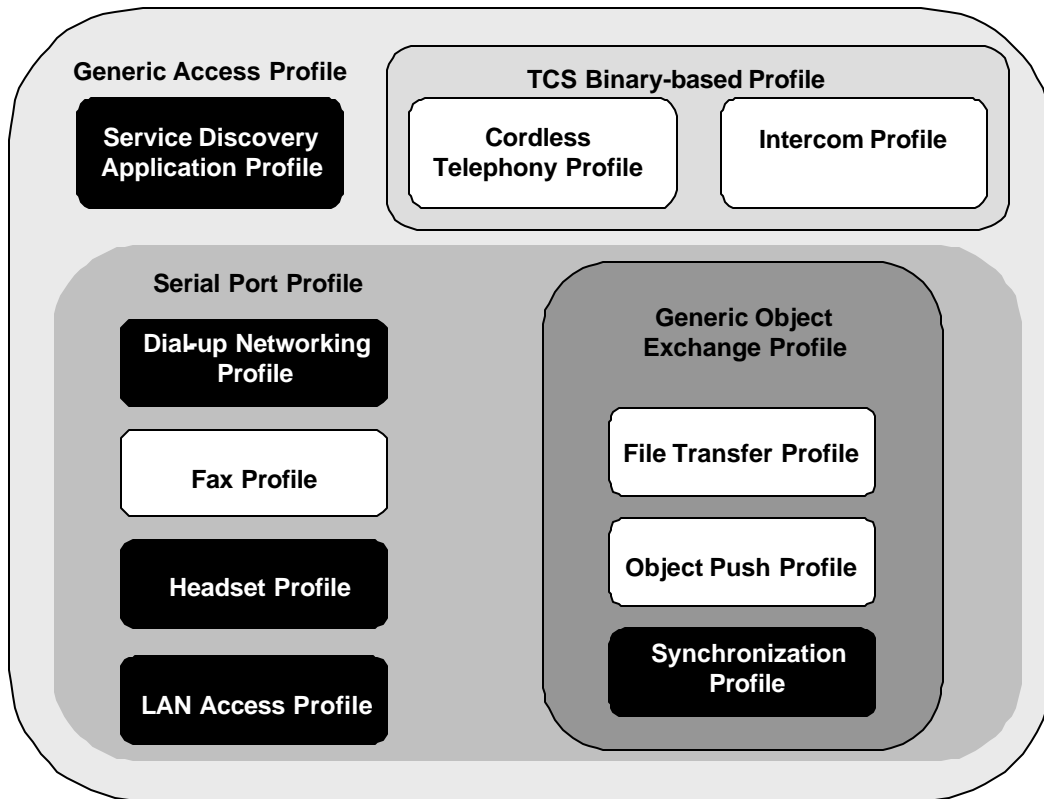 Generic Access Profile
Service Discovery
Application Profile
TCS Binary-based Profile
Cordless
Telephony Profile
Intercom Profile
Serial Port Profile
Dial-up Networking
Profile
Fax Profile
Headset Profile
LAN Access Profile
Generic Object
Exchange Profile
File Transfer Profile
Object Push Profile
Synchronization
Profile